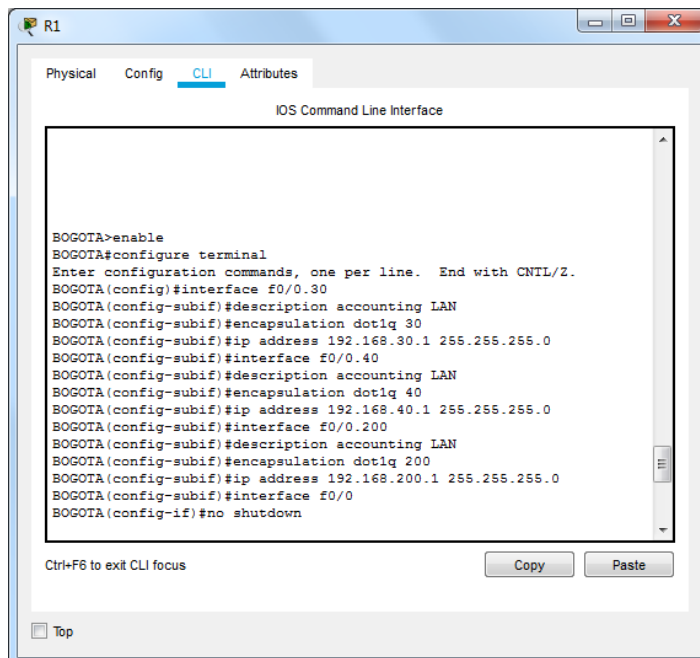 R1
Physical Config CLI Attributes
IOS Command Line Interface
BOGOTA>enable
BOGOTA#configure terminal
Enter configuration commands, one per line.  End with CNTL/Z.
BOGOTA(config)#interface f0/0.30
BOGOTA(config-subif)#description accounting LAN
BOGOTA(config-subif)#encapsulation dot1q 30
BOGOTA(config-subif)#ip address 192.168.30.1 255.255.255.0
BOGOTA(config-subif)#interface f0/0.40
BOGOTA(config-subif)#description accounting LAN
BOGOTA(config-subif)#encapsulation dot1q 40
BOGOTA(config-subif)#ip address 192.168.40.1 255.255.255.0
BOGOTA(config-subif)#interface f0/0.200
BOGOTA(config-subif)#description accounting LAN
BOGOTA(config-subif)#encapsulation dot1q 200
BOGOTA(config-subif)#ip address 192.168.200.1 255.255.255.0
BOGOTA(config-subif)#interface f0/0
BOGOTA(config-if)#no shutdown
Ctrl+F6 to exit CLI focus
Copy Paste
Top